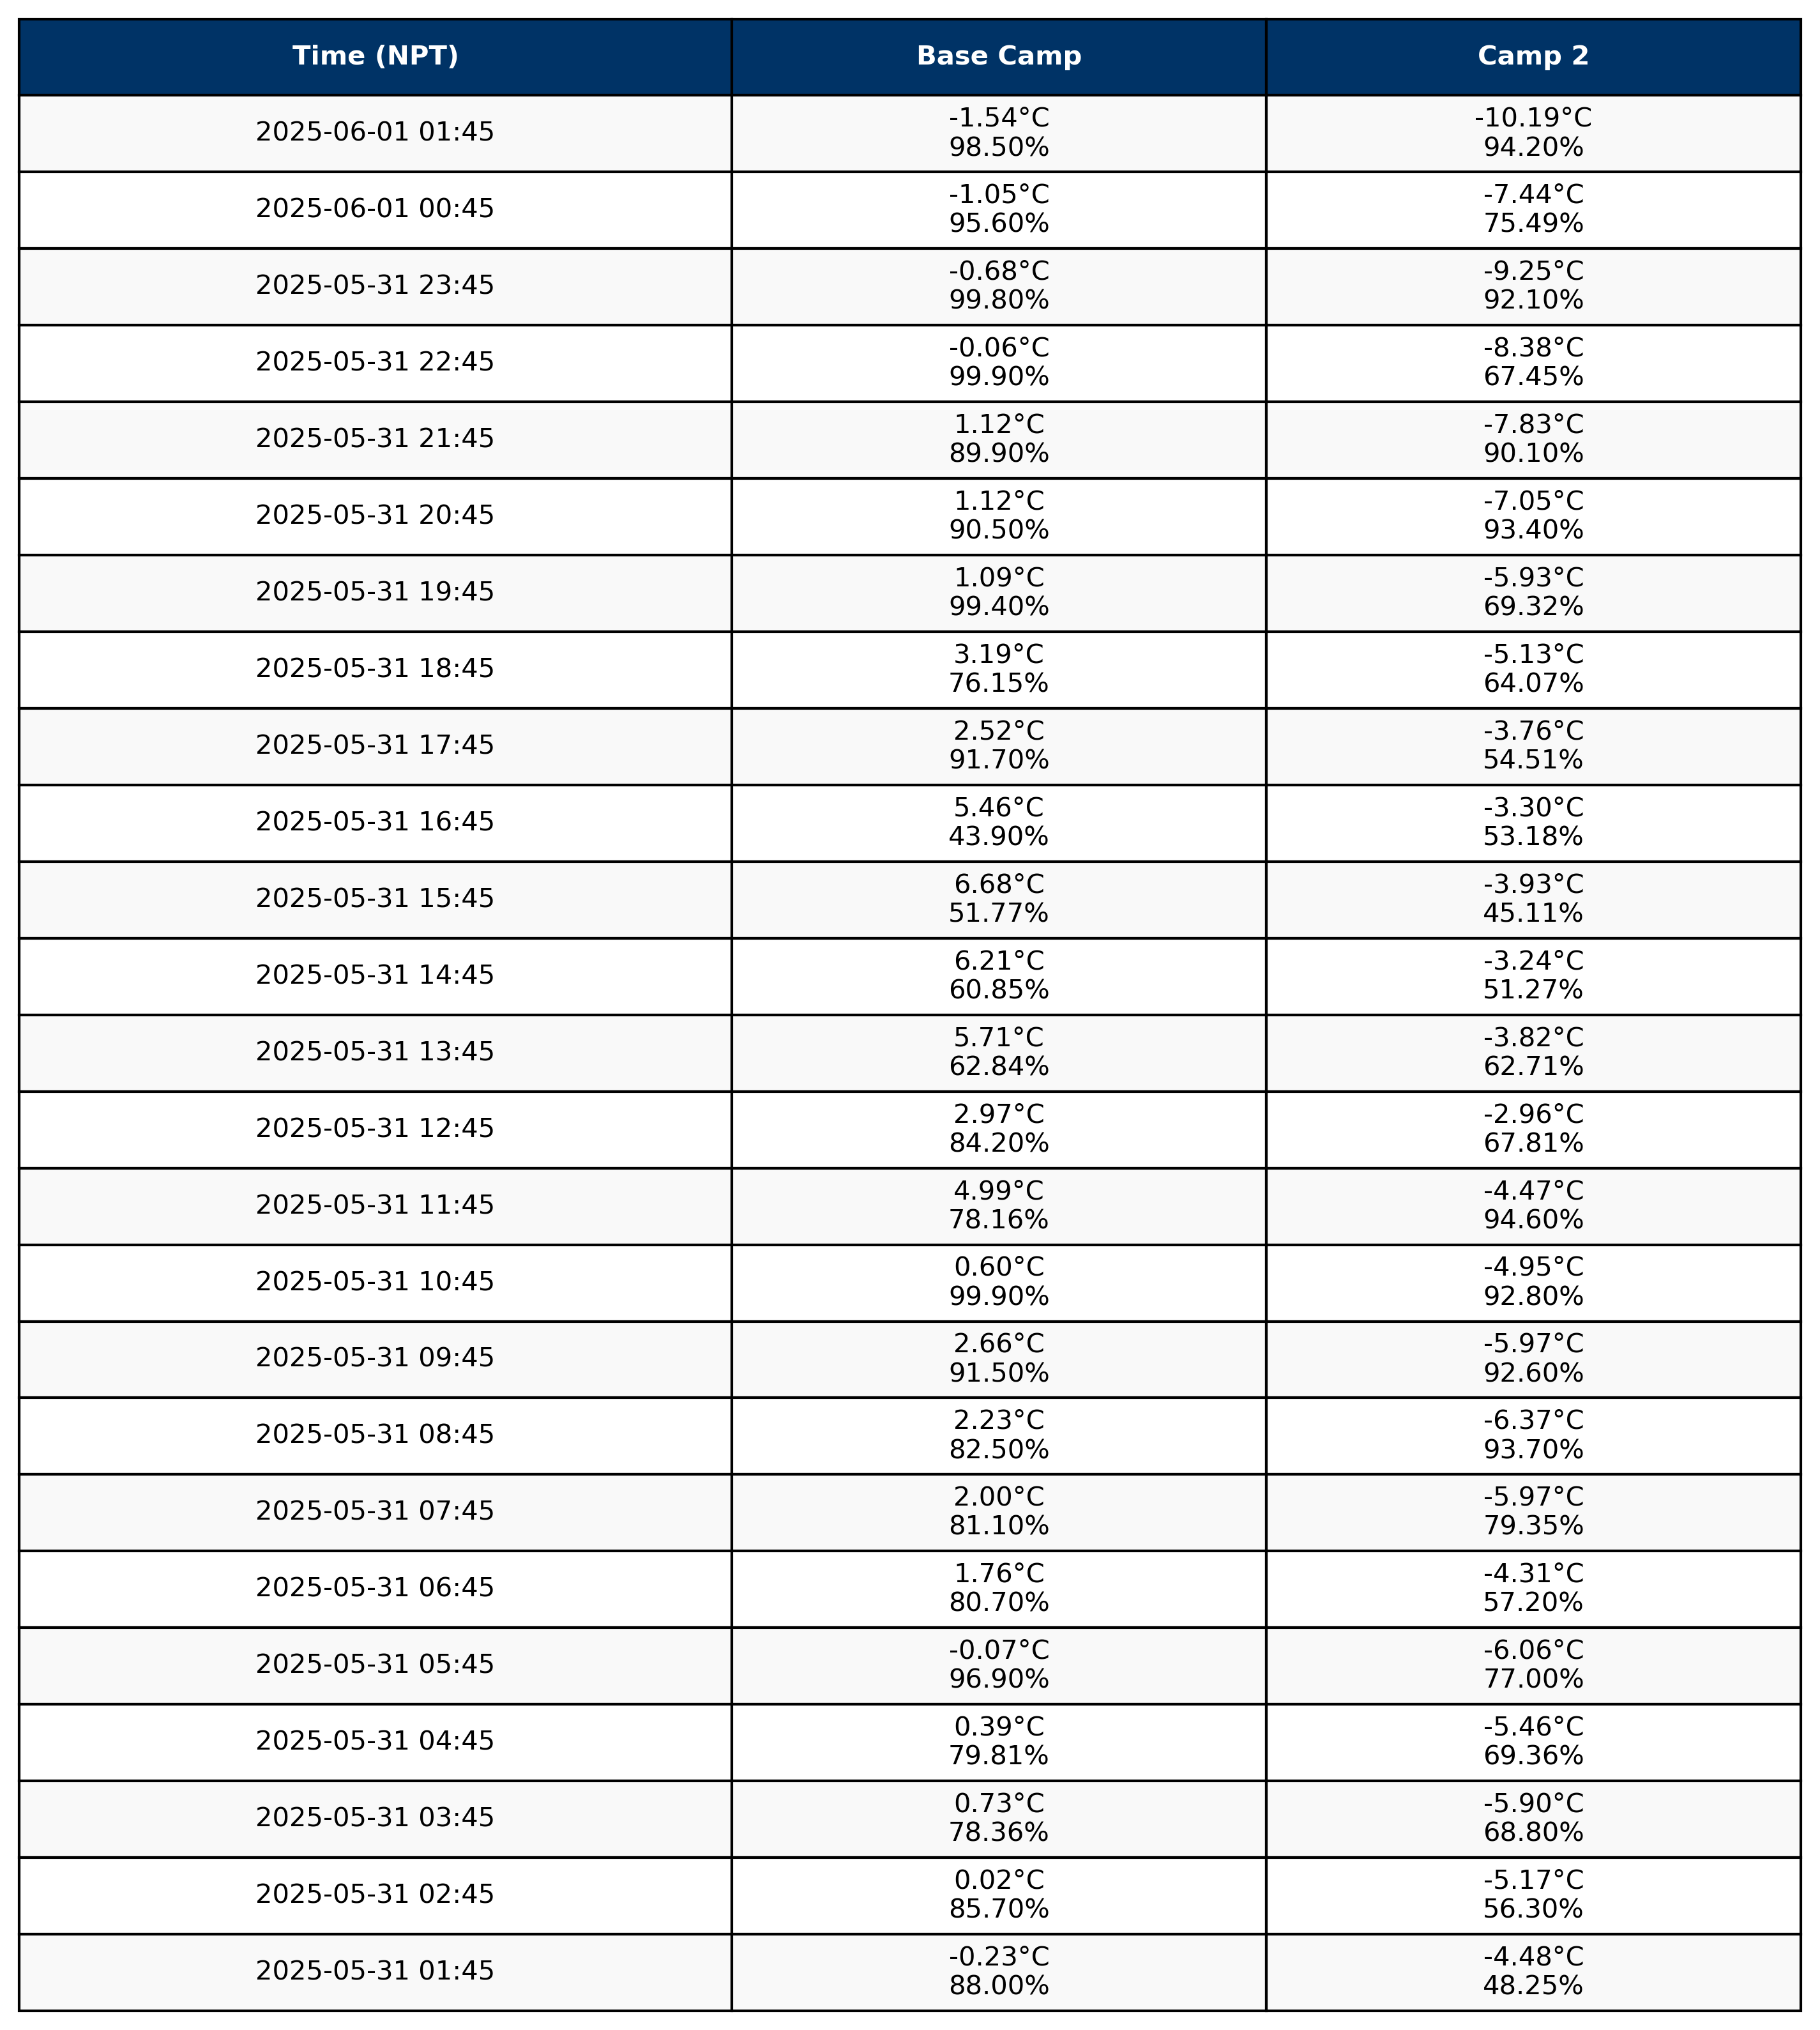 Time (NPT) Base Camp Camp 2
2025-06-01 01:45 -1.54°C -10.19°C
98.50% 94.20%
2025-06-01 00:45 -1.05°C -7.44°C
95.60% 75.49%
2025-05-31 23:45 -0.68°C -9.25°C
99.80% 92.10%
2025-05-31 22:45 -0.06°C -8.38°C
99.90% 67.45%
2025-05-31 21:45 1.12°C -7.83°C
89.90% 90.10%
2025-05-31 20:45 1.12°C -7.05°C
90.50% 93.40%
2025-05-31 19:45 1.09°C -5.93°C
99.40% 69.32%
2025-05-31 18:45 3.19°C -5.13°C
76.15% 64.07%
2025-05-31 17:45 2.52°C -3.76°C
91.70% 54.51%
2025-05-31 16:45 5.46°C -3.30°C
43.90% 53.18%
2025-05-31 15:45 6.68°C -3.93°C
51.77% 45.11%
2025-05-31 14:45 6.21°C -3.24°C
60.85% 51.27%
2025-05-31 13:45 5.71°C -3.82°C
62.84% 62.71%
2025-05-31 12:45 2.97°C -2.96°C
84.20% 67.81%
2025-05-31 11:45 4.99°C -4.47°C
78.16% 94.60%
2025-05-31 10:45 0.60°C -4.95°C
99.90% 92.80%
2025-05-31 09:45 2.66°C -5.97°C
91.50% 92.60%
2025-05-31 08:45 2.23°C -6.37°C
82.50% 93.70%
2025-05-31 07:45 2.00°C -5.97°C
81.10% 79.35%
2025-05-31 06:45 1.76°C -4.31°C
80.70% 57.20%
2025-05-31 05:45 -0.07°C -6.06°C
96.90% 77.00%
2025-05-31 04:45 0.39°C -5.46°C
79.81% 69.36%
2025-05-31 03:45 0.73°C -5.90°C
78.36% 68.80%
2025-05-31 02:45 0.02°C -5.17°C
85.70% 56.30%
2025-05-31 01:45 -0.23°C -4.48°C
88.00% 48.25%